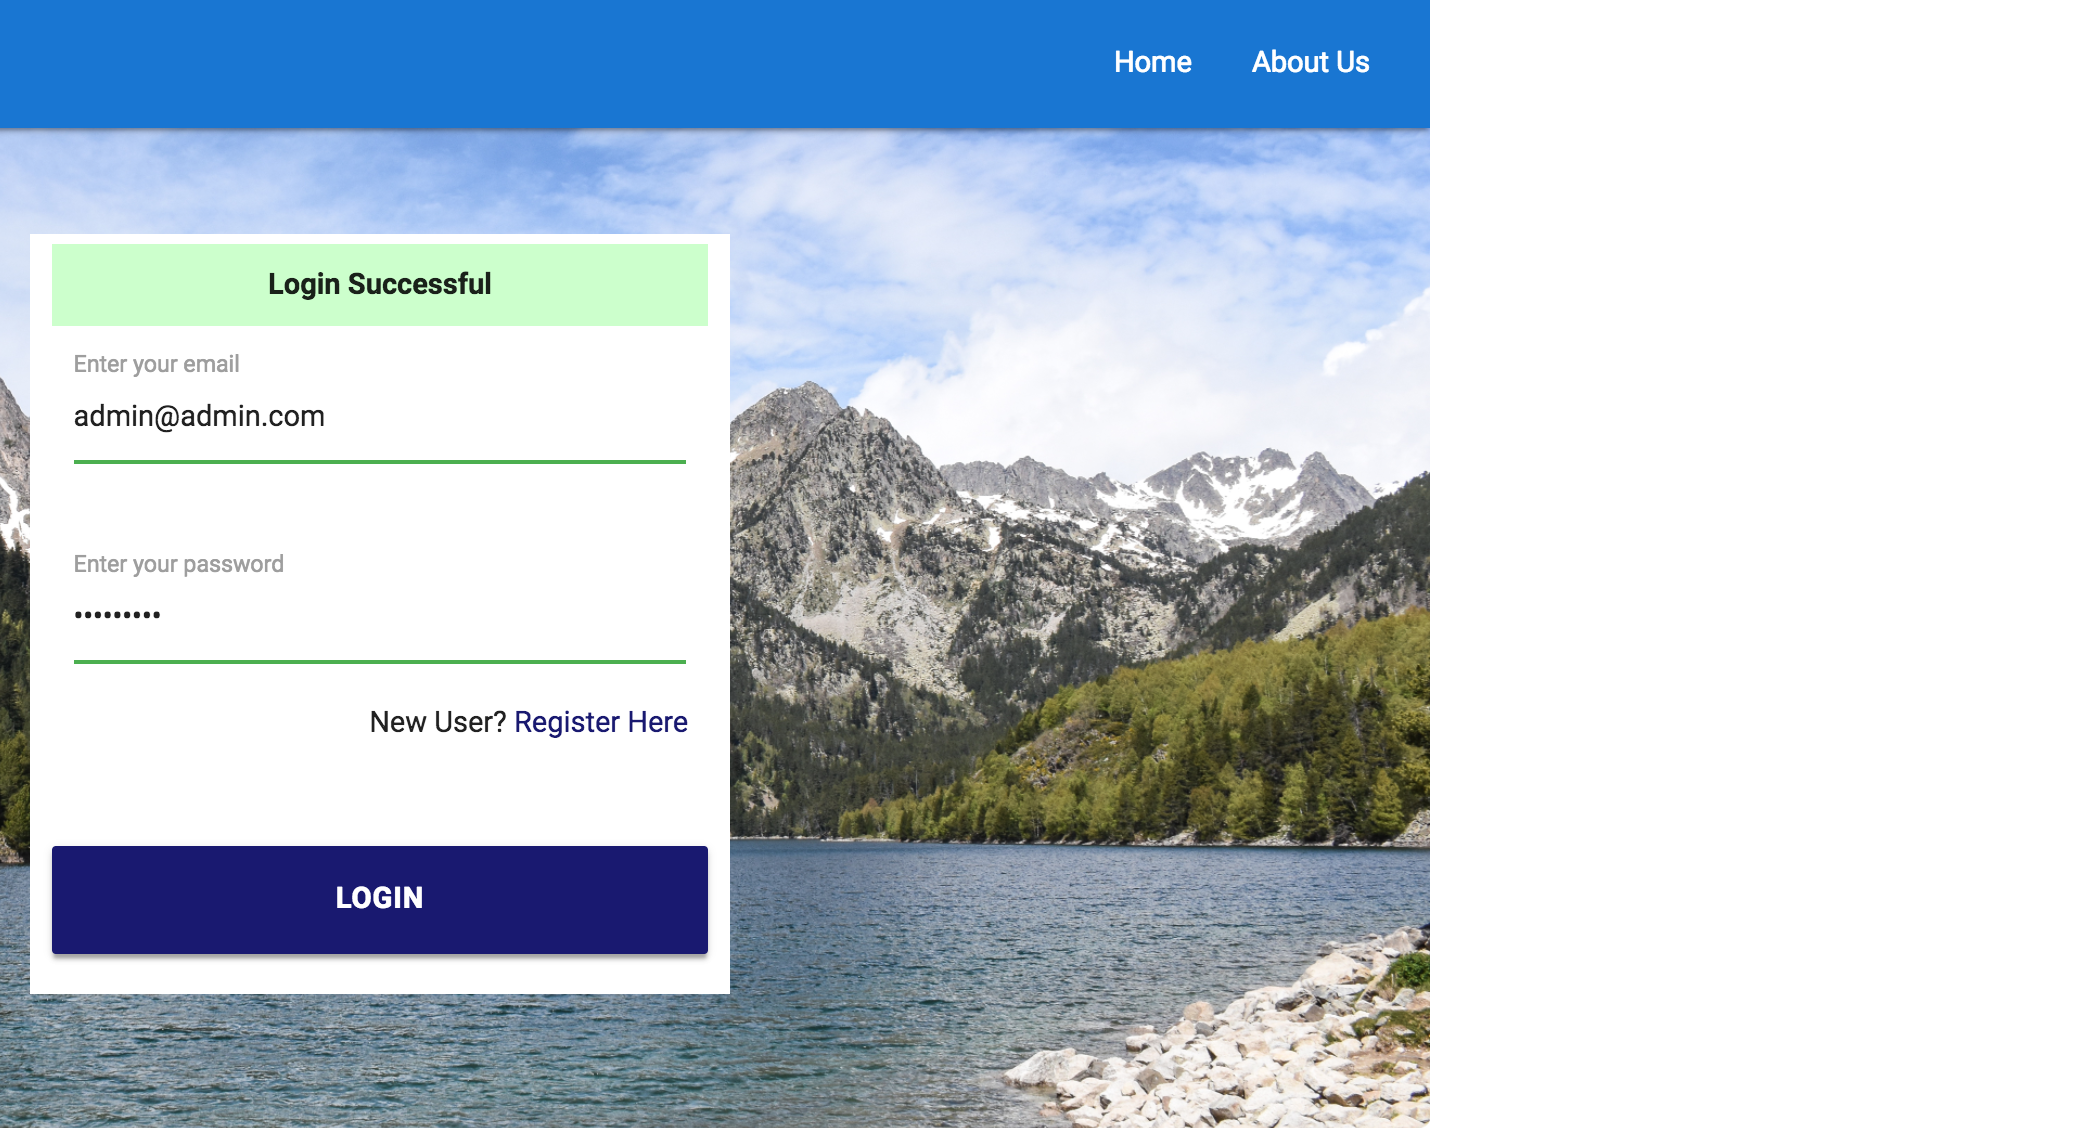 Home About Us
Login Successful
Enter your email
admin@admin.com
Enter your password
•••••••••
New User? Register Here
LOGIN